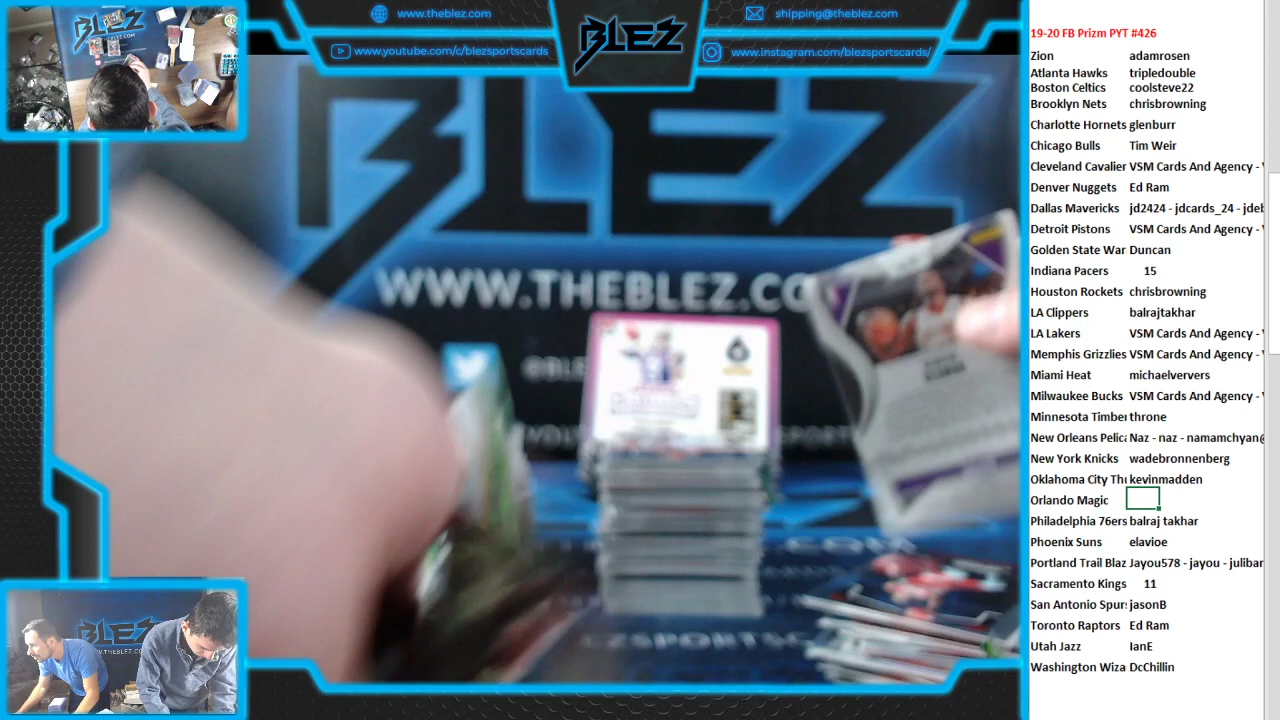 www.theblez.com
www.youtube.com/c/blezsportscards
BLEZ
shipping@theblez.com
www.instagram.com/blezsportscards/
BLEZ
WWW.THEBLEZ.CO
BLEZ
THEBLEZ.COM
19-20 FB Prizm PYT #426
Zion adamrosen
Atlanta Hawks tripledouble
Boston Celtics coolsteve22
Brooklyn Nets chrisbrowning
Charlotte Hornets glenburr
Chicago Bulls Tim Weir
Cleveland Cavalier VSM Cards And Agency -
Denver Nuggets Ed Ram
Dallas Mavericks jd2424 - jdcards_24 - jdeb
Detroit Pistons VSM Cards And Agency -
Golden State War Duncan
Indiana Pacers 15
Houston Rockets chrisbrowning
LA Clippers balrajtakhar
LA Lakers VSM Cards And Agency -
Memphis Grizzlies VSM Cards And Agency -
Miami Heat michaelververs
Milwaukee Bucks VSM Cards And Agency -
Minnesota Timber throne
New Orleans Pelica Naz - naz - namamchyan@
New York Knicks wadebronnenberg
Oklahoma City Thu kevinmadden
Orlando Magic
Philadelphia 76ers balraj takhar
Phoenix Suns elavioe
Portland Trail Blaz Jayou578 - jayou - juliban
Sacramento Kings 11
San Antonio Spurs jasonB
Toronto Raptors Ed Ram
Utah Jazz IanE
Washington Wiza DcChillin